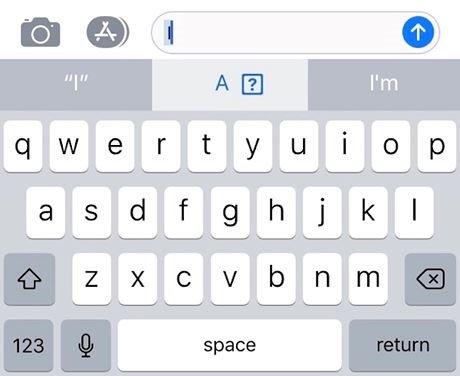 I
“I” A [?] I'm
q w e r t y u i o p
a s d f g h j k l
z x c v b n m
123 space return